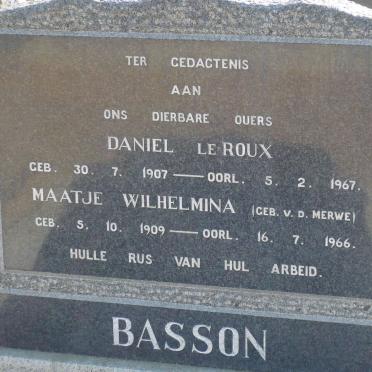 TER GEDAGTENIS
AAN
ONS DIERBARE OUERS
DANIEL LE ROUX
GEB. 30. 7. 1907 — OORL. 5. 2. 1967.
MAATJE WILHELMINA (GEB. V. D. MERWE)
GEB. 5. 10. 1909 — OORL. 16. 7. 1966.
HULLE RUS VAN HUL ARBEID.
BASSON